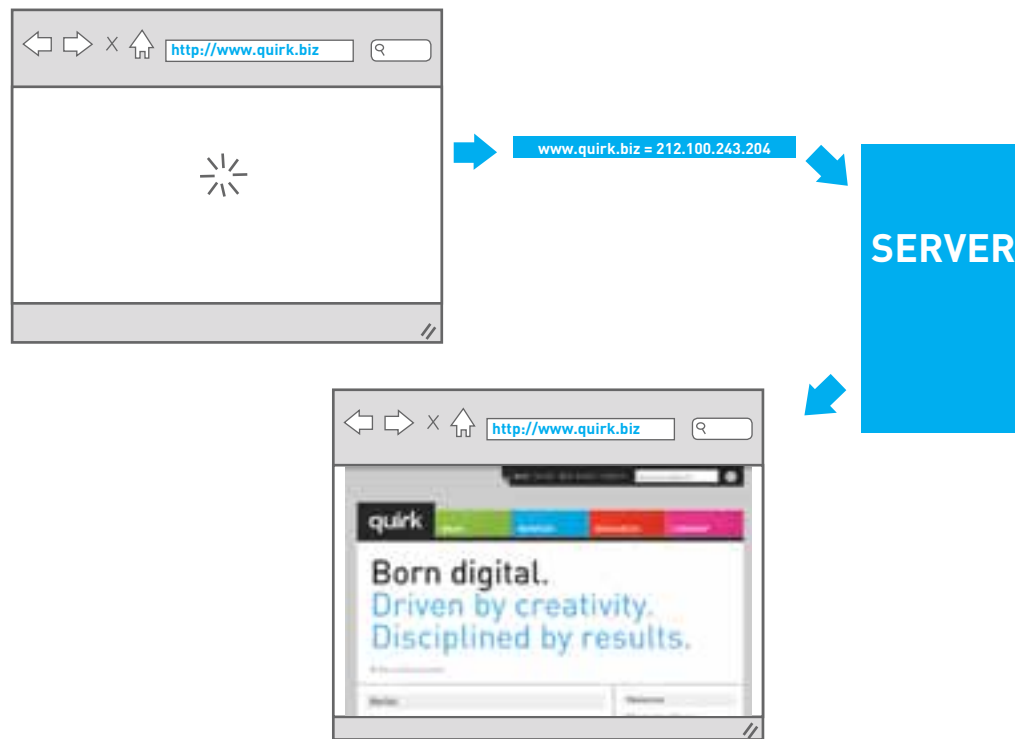 http://www.quirk.biz
www.quirk.biz = 212.100.243.204
SERVER
http://www.quirk.biz
quirk
Born digital.
Driven by creativity.
Disciplined by results.